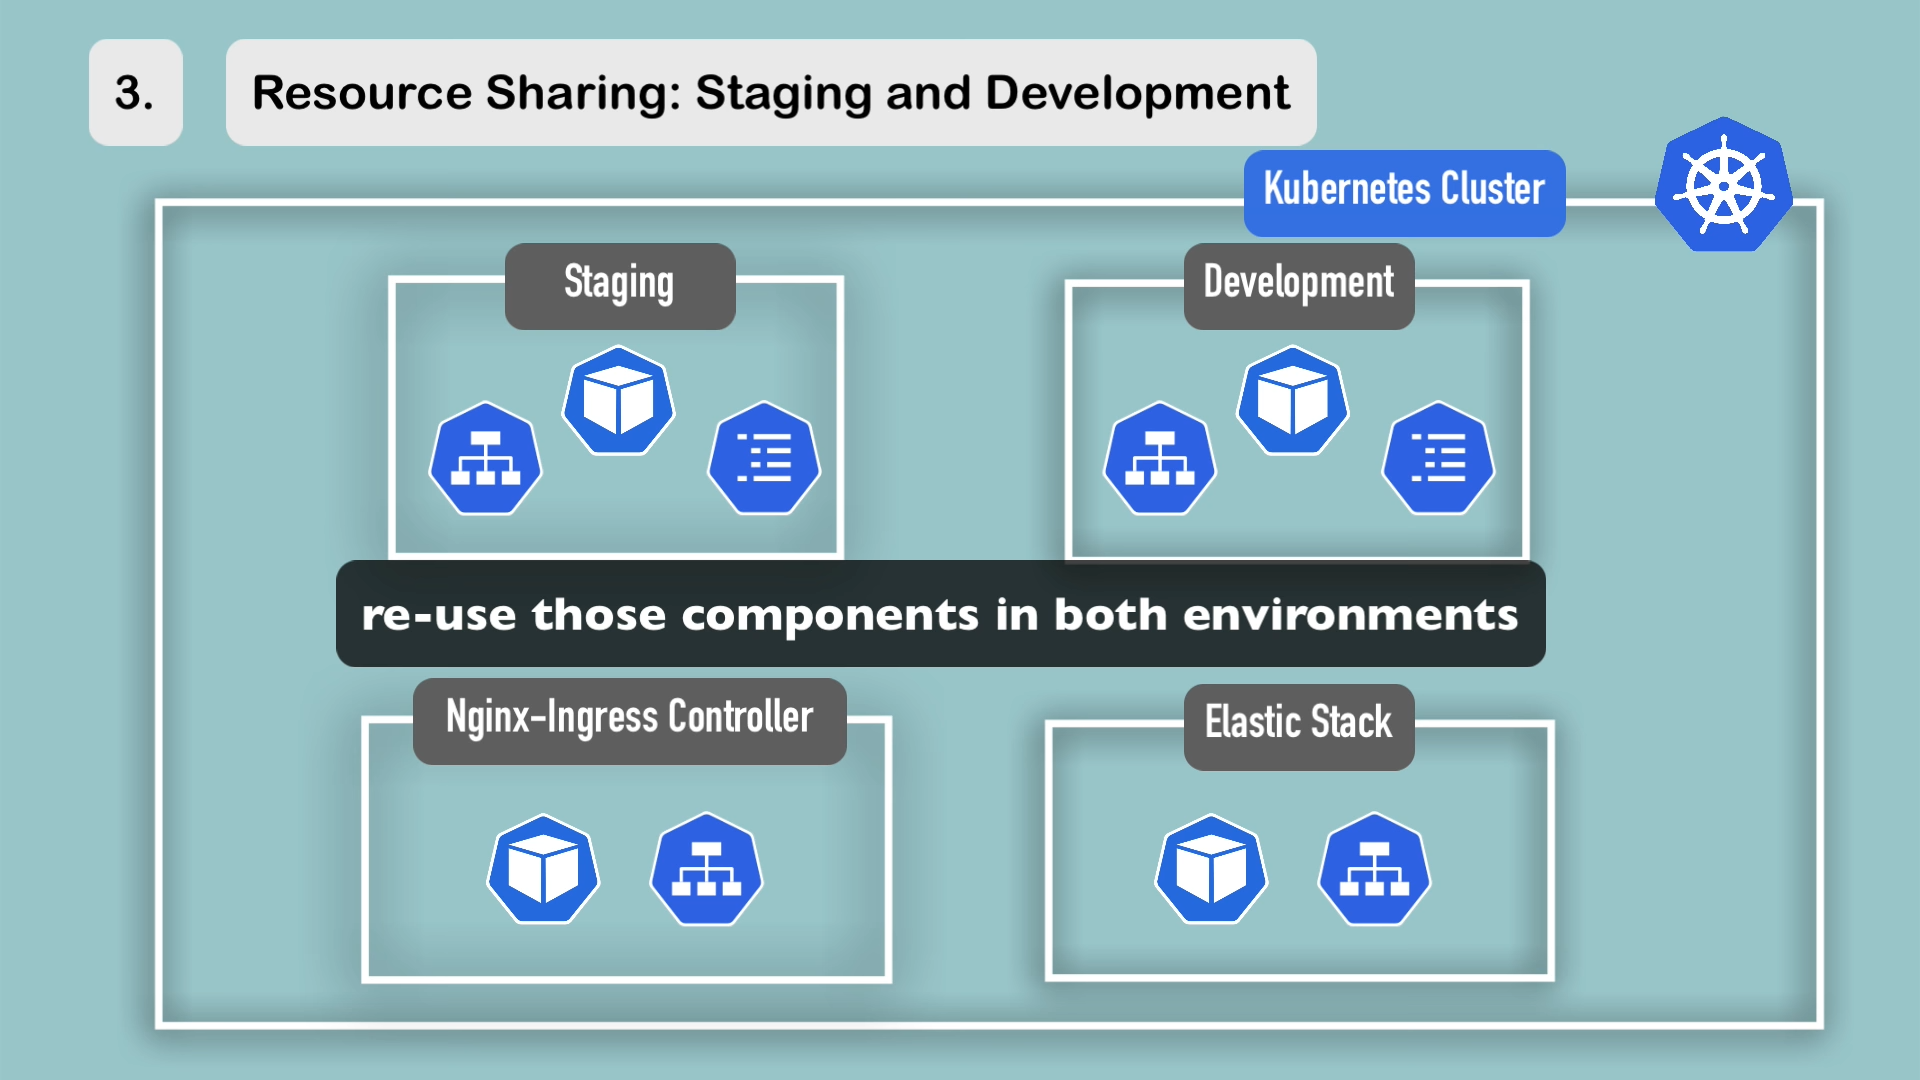 3.
Resource Sharing: Staging and Development
Kubernetes Cluster
Staging
Development
re-use those components in both environments
Nginx-Ingress Controller
Elastic Stack